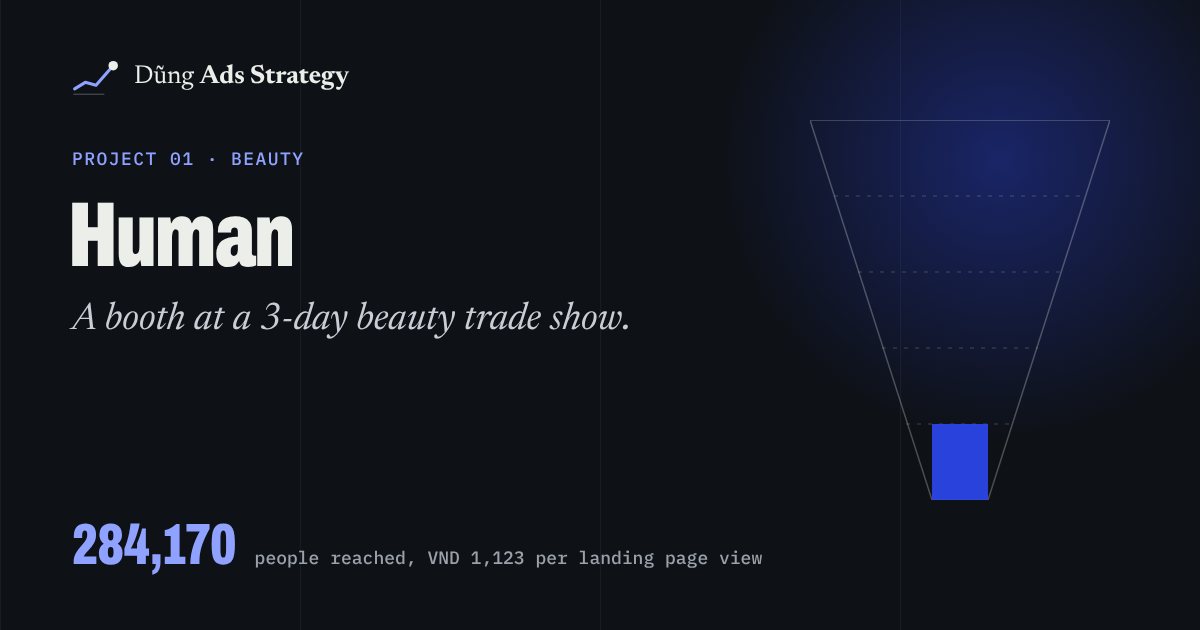 Dũng Ads Strategy
PROJECT 01 · BEAUTY
Human
A booth at a 3-day beauty trade show.
284,170 people reached, VND 1,123 per landing page view